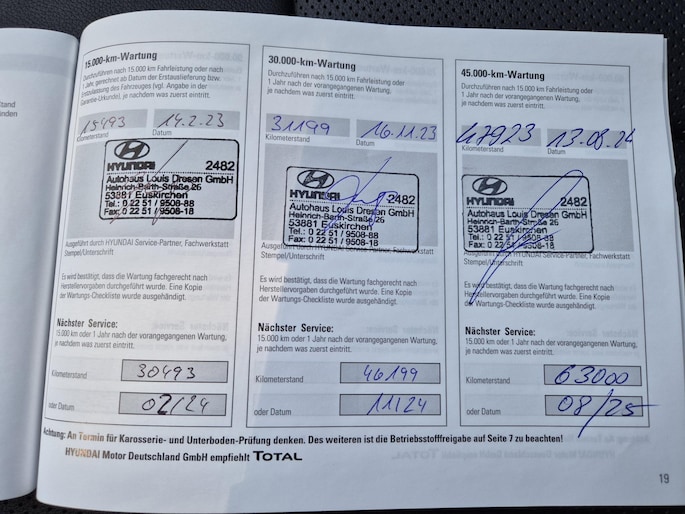 stand
inden
15.000-km-Wartung
Durchzuführen nach 15.000 km Fahrleistung oder nach
1 Jahr, gerechnet ab Datum der Erstauslieferung bzw.
Erstzulassung des Fahrzeuges (vgl. Angabe in der
Garantie-Urkunde), je nachdem was zuerst eintritt.
15493 14.2.23
Kilometerstand Datum
HYUNDAI 2482
Autohaus Louis Dresen GmbH
Heinrich-Barth-Straße 26
53881 Euskirchen
Tel.: 0 22 51 / 9508-88
Fax: 0 22 51 / 9508-18
Ausgeführt durch HYUNDAI Service-Partner, Fachwerkstatt
Stempel/Unterschrift
Es wird bestätigt, dass die Wartung fachgerecht nach
Herstellervorgaben durchgeführt wurde. Eine Kopie
der Wartungs-Checkliste wurde ausgehändigt.
Nächster Service:
15.000 km oder 1 Jahr nach der vorangegangenen Wartung,
je nachdem was zuerst eintritt.
Kilometerstand 30493
oder Datum 02/24
30.000-km-Wartung
Durchzuführen nach 15.000 km Fahrleistung oder
1 Jahr nach der vorangegangenen Wartung,
je nachdem was zuerst eintritt.
31199 16.11.23
Kilometerstand Datum
HYUNDAI 2482
Autohaus Louis Dresen GmbH
Heinrich-Barth-Straße 26
53881 Euskirchen
Tel.: 0 22 51 / 9508-88
Fax: 0 22 51 / 9508-18
Ausgeführt durch HYUNDAI Service-Partner, Fachwerkstatt
Stempel/Unterschrift
Es wird bestätigt, dass die Wartung fachgerecht nach
Herstellervorgaben durchgeführt wurde. Eine Kopie
der Wartungs-Checkliste wurde ausgehändigt.
Nächster Service:
15.000 km oder 1 Jahr nach der vorangegangenen Wartung,
je nachdem was zuerst eintritt.
Kilometerstand 46199
oder Datum 11/24
45.000-km-Wartung
Durchzuführen nach 15.000 km Fahrleistung oder
1 Jahr nach der vorangegangenen Wartung,
je nachdem was zuerst eintritt.
47923 13.08.24
Kilometerstand Datum
HYUNDAI 2482
Autohaus Louis Dresen GmbH
Heinrich-Barth-Straße 26
53881 Euskirchen
Tel.: 0 22 51 / 9508-88
Fax: 0 22 51 / 9508-18
Ausgeführt durch HYUNDAI Service-Partner, Fachwerkstatt
Stempel/Unterschrift
Es wird bestätigt, dass die Wartung fachgerecht nach
Herstellervorgaben durchgeführt wurde. Eine Kopie
der Wartungs-Checkliste wurde ausgehändigt.
Nächster Service:
15.000 km oder 1 Jahr nach der vorangegangenen Wartung,
je nachdem was zuerst eintritt.
Kilometerstand 63000
oder Datum 08/25
Achtung: An Termin für Karosserie- und Unterboden-Prüfung denken. Des weiteren ist die Betriebsstofffreigabe auf Seite 7 zu beachten!
HYUNDAI Motor Deutschland GmbH empfiehlt TOTAL
19